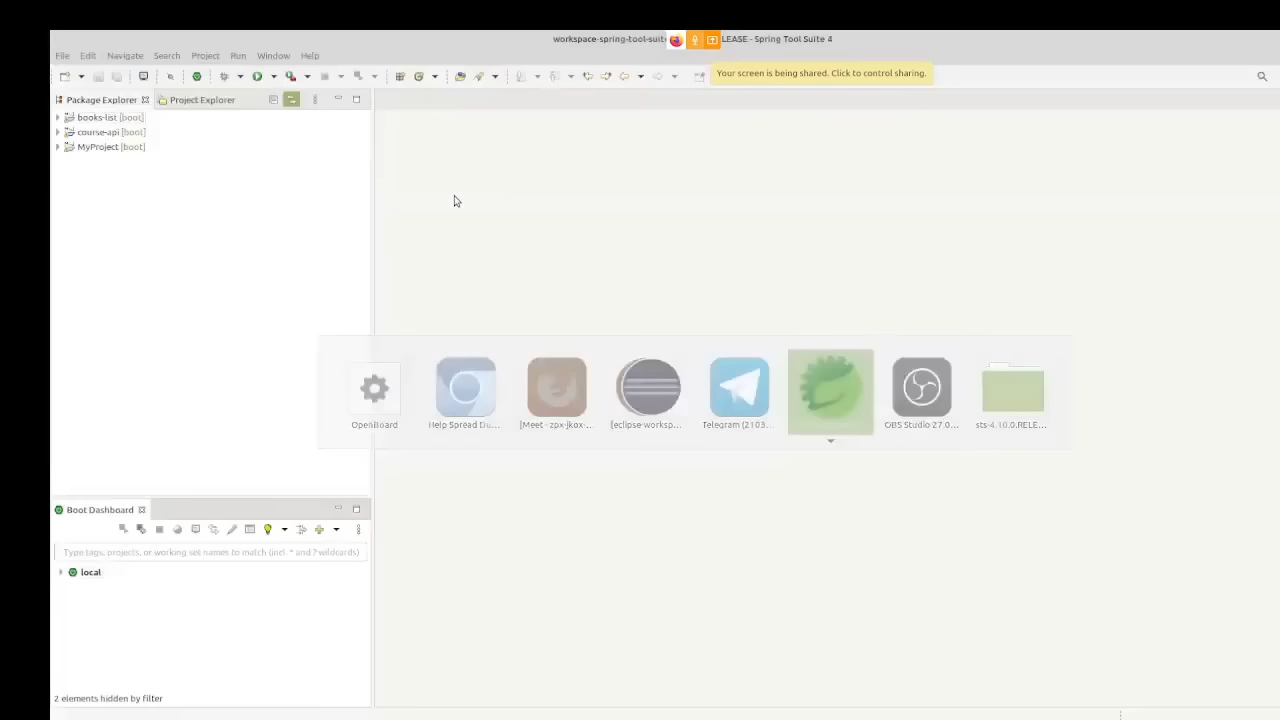 workspace-spring-tool-suite LEASE - Spring Tool Suite 4
File Edit Navigate Search Project Run Window Help
Your screen is being shared. Click to control sharing.
Package Explorer Project Explorer
books-list [boot]
course-api [boot]
MyProject [boot]
OpenBoard Help Spread Du... [Meet - zpx-jkox-... [eclipse-worksp... Telegram (2103... OBS Studio 27.0... sts-4.10.0.RELE...
Boot Dashboard
Type tags, projects, or working set names to match (incl. * and ? wildcards)
local
2 elements hidden by filter